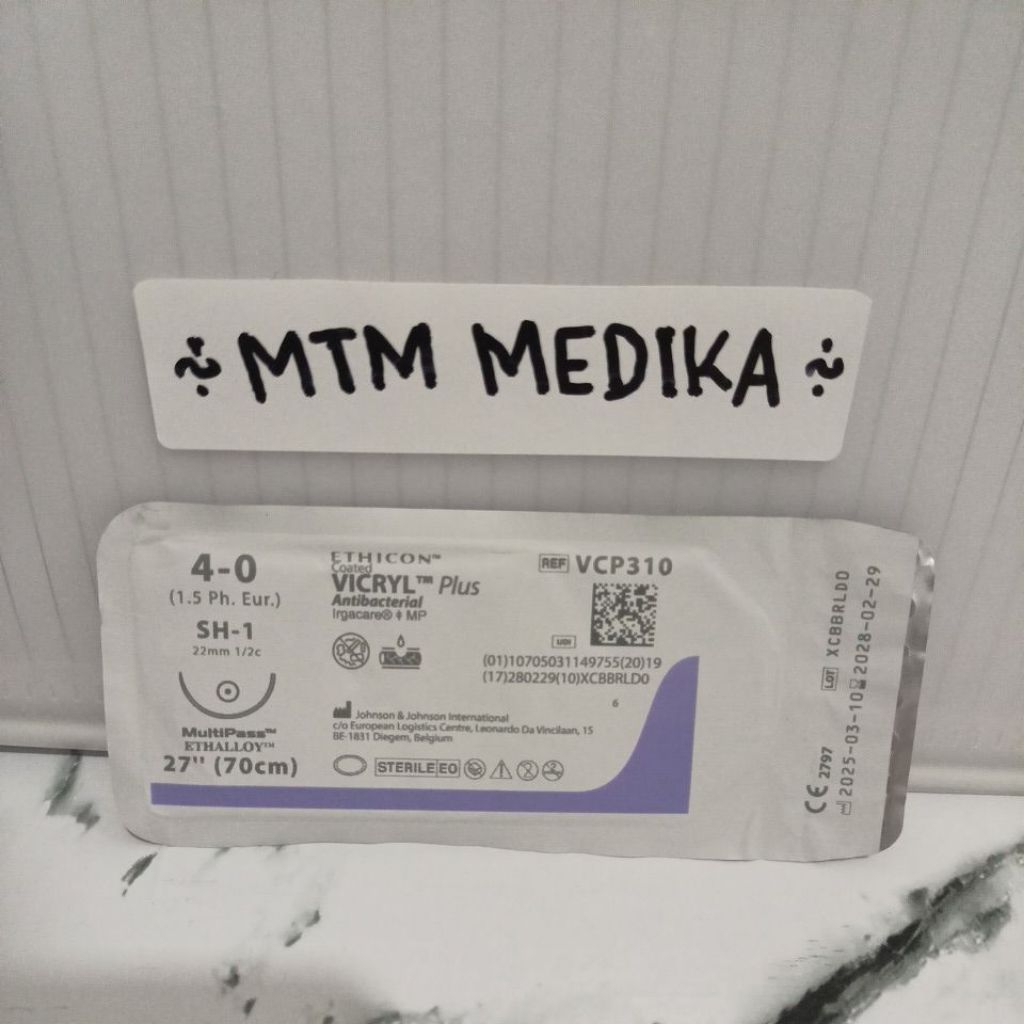 MTM MEDIKA
4-0
(1.5 Ph. Eur.)
SH-1
22mm 1/2c
MultiPass™
ETHALLOY™
27" (70cm)
ETHICON™
Coated
VICRYL™ Plus
Antibacterial
Irgacare® MP
REF VCP310
UDI
(01)10705031149755(20)19
(17)280229(10)XCBBRLD0
6
Johnson & Johnson International
c/o European Logistics Centre, Leonardo Da Vincilaan, 15
BE-1831 Diegem, Belgium
STERILE EO
LOT XCBBRLD0
2025-03-10 2028-02-29
CE 2797